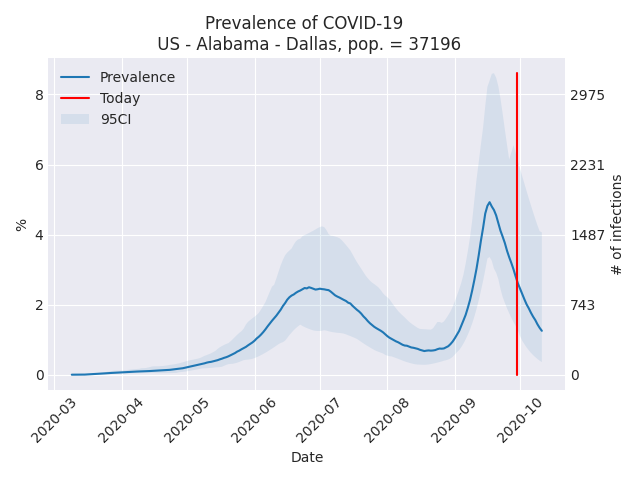 Prevalence of COVID-19
US - Alabama - Dallas, pop. = 37196
Prevalence
Today
95CI
8
6
4
2
0
%
2975
2231
1487
743
0
# of infections
2020-03
2020-04
2020-05
2020-06
2020-07
2020-08
2020-09
2020-10
Date